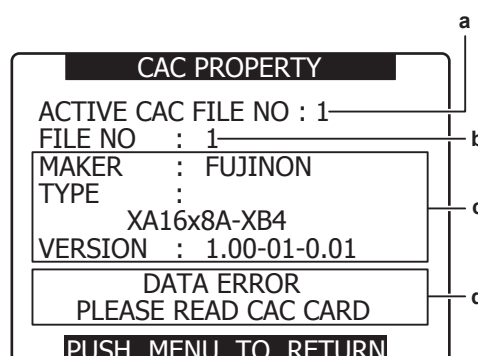 a
CAC PROPERTY
ACTIVE CAC FILE NO : 1
FILE NO : 1
b
MAKER : FUJINON
TYPE :
XA16x8A-XB4
c
VERSION : 1.00-01-0.01
DATA ERROR
d
PLEASE READ CAC CARD
PUSH MENU TO RETURN